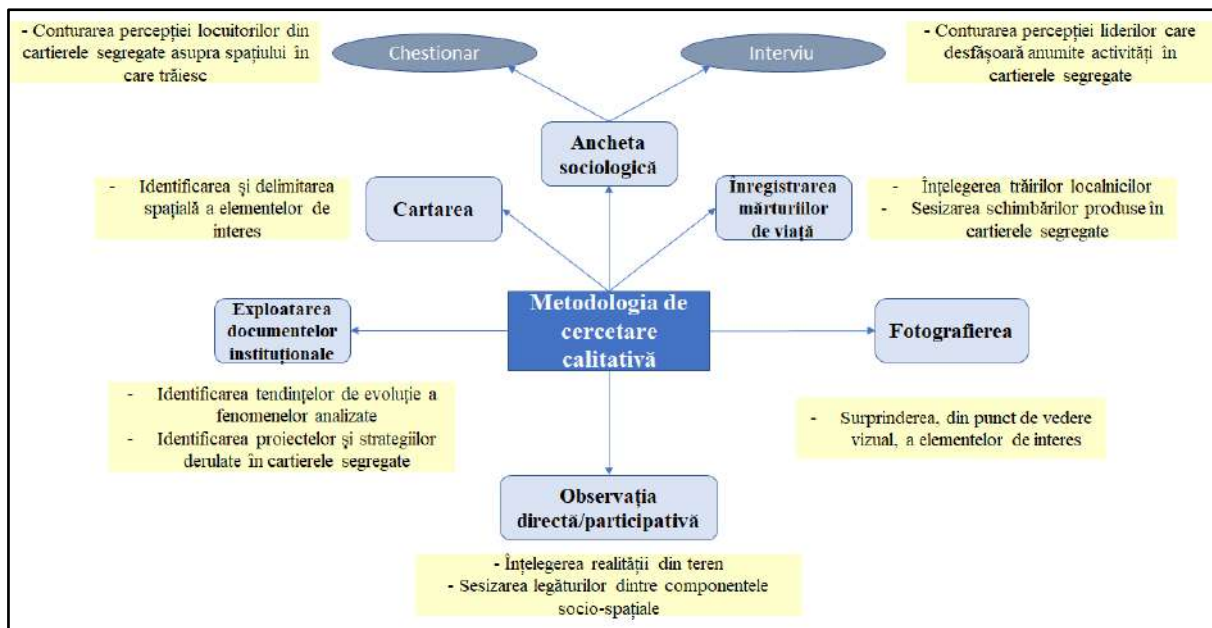 - Conturarea percepției locuitorilor din
cartierele segregate asupra spațiului în
care trăiesc
Chestionar
Interviu
- Conturarea percepției liderilor care
desfășoară anumite activități în
cartierele segregate
Ancheta
sociologică
- Identificarea și delimitarea
spațială a elementelor de
interes
Cartarea
Înregistrarea
mărturiilor
de viață
- Înțelegerea trăirilor localnicilor
- Sesizarea schimbărilor produse în
cartierele segregate
Exploatarea
documentelor
instituționale
Metodologia de
cercetare
calitativă
Fotografierea
- Identificarea tendințelor de evoluție a
fenomenelor analizate
- Identificarea proiectelor și strategiilor
derulate în cartierele segregate
- Surprinderea, din punct de vedere
vizual, a elementelor de interes
Observația
directă/participativă
- Înțelegerea realității din teren
- Sesizarea legăturilor dintre componentele
socio-spațiale